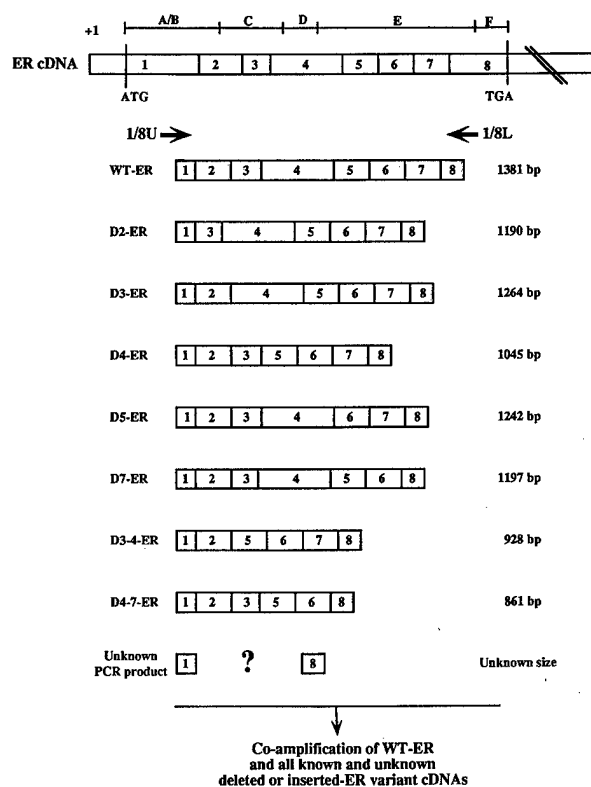 A/B C D E F
+1
ER cDNA 1 2 3 4 5 6 7 8
ATG TGA
1/8U 1/8L
WT-ER 1 2 3 4 5 6 7 8 1381 bp
D2-ER 1 3 4 5 6 7 8 1190 bp
D3-ER 1 2 4 5 6 7 8 1264 bp
D4-ER 1 2 3 5 6 7 8 1045 bp
D5-ER 1 2 3 4 6 7 8 1242 bp
D7-ER 1 2 3 4 5 6 8 1197 bp
D3-4-ER 1 2 5 6 7 8 928 bp
D4-7-ER 1 2 3 5 6 8 861 bp
Unknown
PCR product 1 ? 8 Unknown size
Co-amplification of WT-ER
and all known and unknown
deleted or inserted-ER variant cDNAs